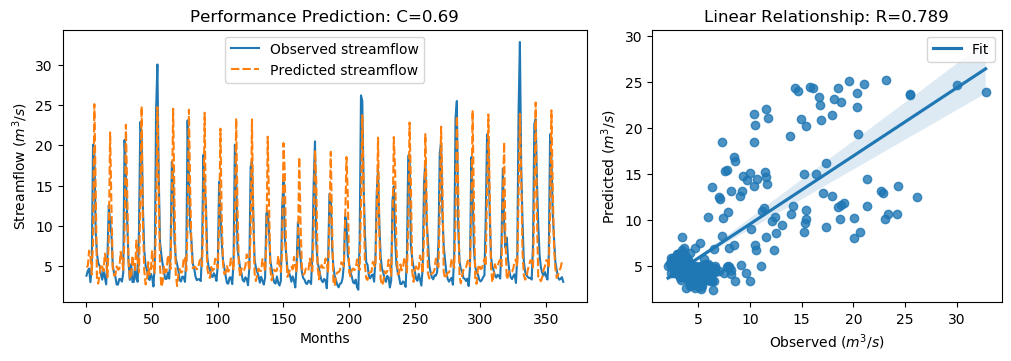 Performance Prediction: C=0.69
Streamflow (m³/s)
30
25
20
15
10
5
Observed streamflow
Predicted streamflow
0 50 100 150 200 250 300 350
Months
Linear Relationship: R=0.789
Predicted (m³/s)
30
25
20
15
10
5
Fit
5 10 15 20 25 30
Observed (m³/s)